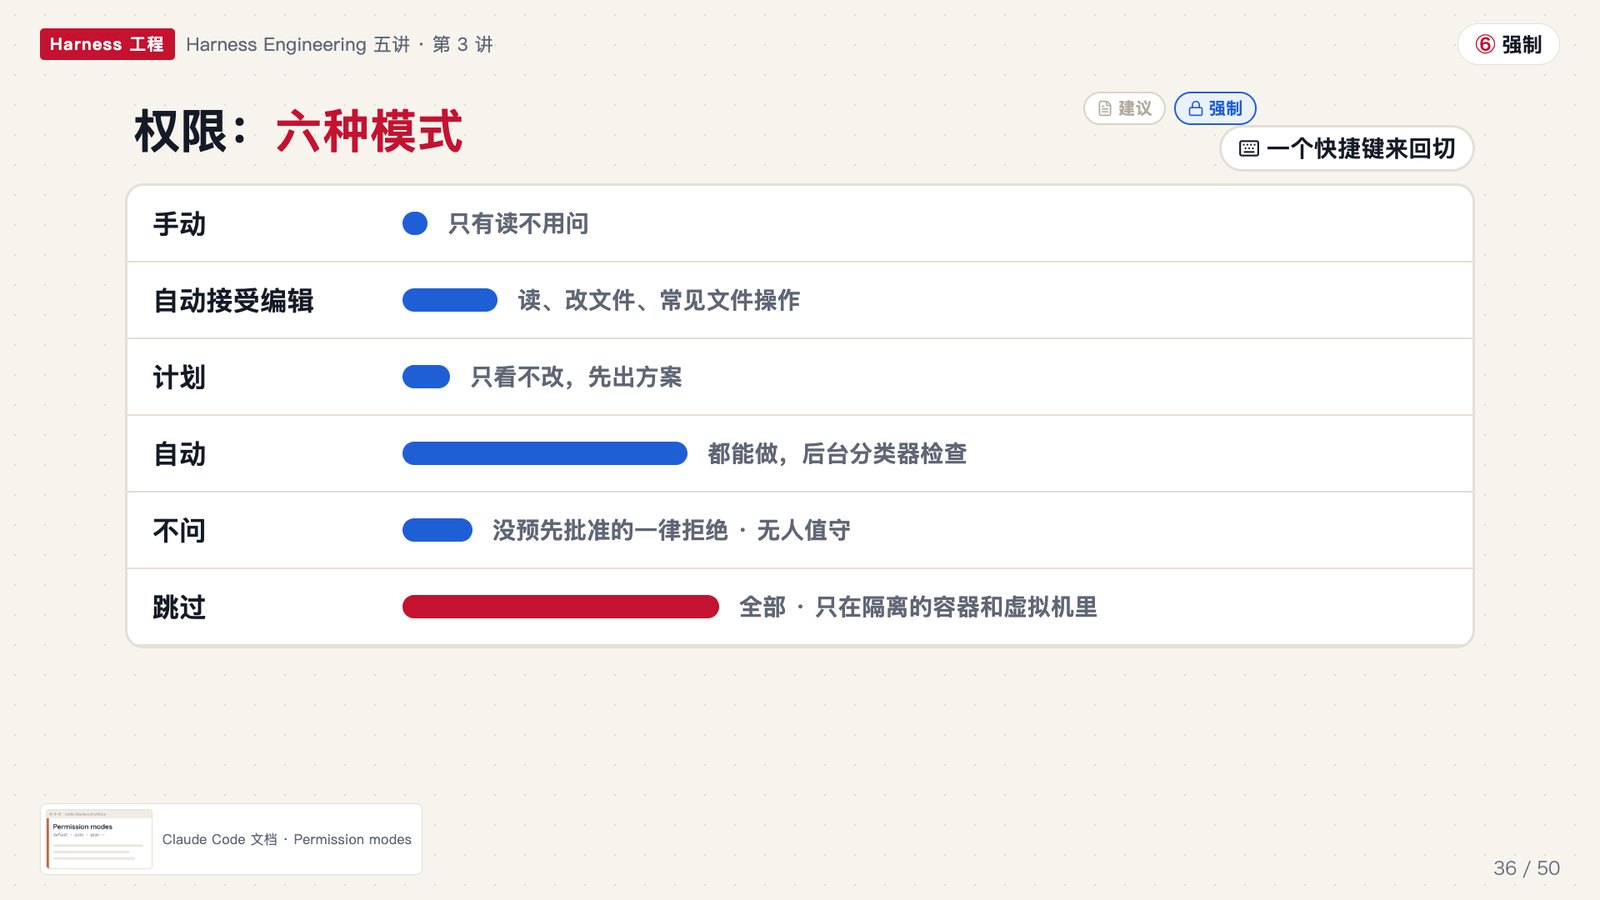 Harness 工程 Harness Engineering 五讲 · 第 3 讲
⑥ 强制
权限：六种模式
建议 强制
一个快捷键来回切
手动 只有读不用问
自动接受编辑 读、改文件、常见文件操作
计划 只看不改，先出方案
自动 都能做，后台分类器检查
不问 没预先批准的一律拒绝 · 无人值守
跳过 全部 · 只在隔离的容器和虚拟机里
Permission modes
Claude Code 文档 · Permission modes
36 / 50